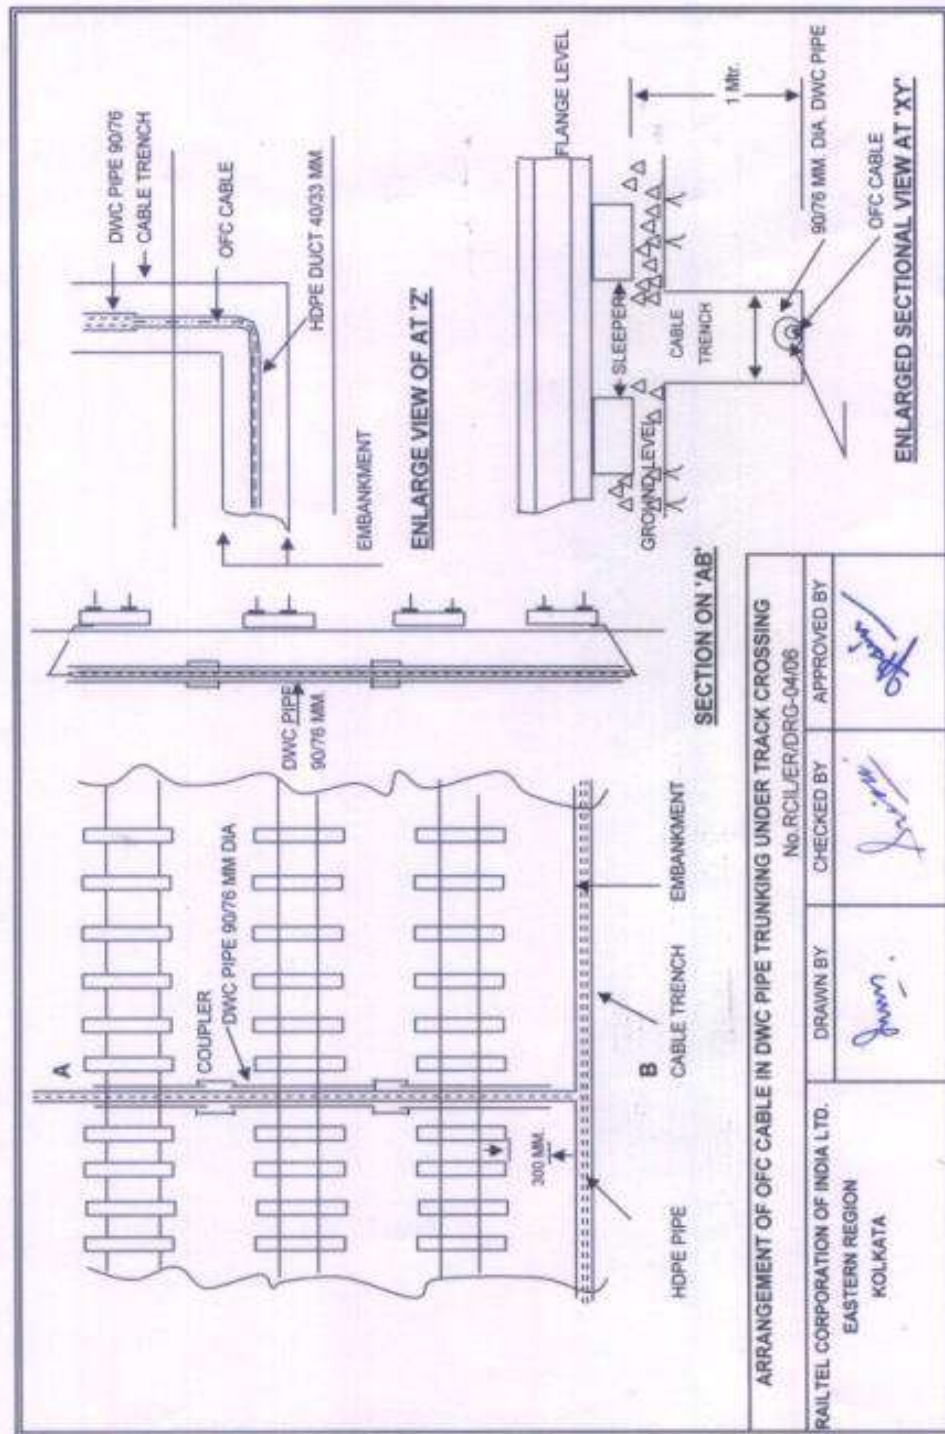 A
COUPLER
DWC PIPE 90/76 MM DIA
300 MM.
B
HDPE PIPE
CABLE TRENCH
EMBANKMENT
DWC PIPE
90/76 MM.
SECTION ON 'AB'
DWC PIPE 90/76
CABLE TRENCH
OFC CABLE
HDPE DUCT 40/33 MM.
EMBANKMENT
ENLARGE VIEW OF AT 'Z'
FLANGE LEVEL
SLEEPER
GROUND LEVEL
CABLE
TRENCH
1 Mtr.
90/76 MM. DIA. DWC PIPE
OFC CABLE
ENLARGED SECTIONAL VIEW AT 'XY'
ARRANGEMENT OF OFC CABLE IN DWC PIPE TRUNKING UNDER TRACK CROSSING
No.RCIL/ER/DRG-04/06
RAILTEL CORPORATION OF INDIA LTD.
EASTERN REGION
KOLKATA
DRAWN BY
CHECKED BY
APPROVED BY